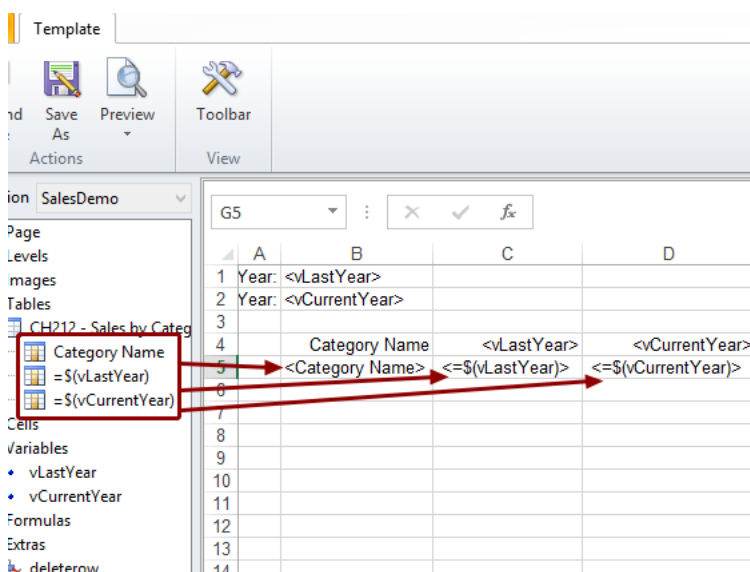 Template
nd Save Preview Toolbar
As
Actions View
ion SalesDemo
G5 fx
Page
Levels
Images
Tables
CH212 - Sales by Categ
Category Name
=$(vLastYear)
=$(vCurrentYear)
Cells
Variables
vLastYear
vCurrentYear
Formulas
Extras
deleterow
A B C D
1 Year: <vLastYear>
2 Year: <vCurrentYear>
3
4 Category Name <vLastYear> <vCurrentYear>
5 <Category Name> <=$(vLastYear)> <=$(vCurrentYear)>
6
7
8
9
10
11
12
13
14